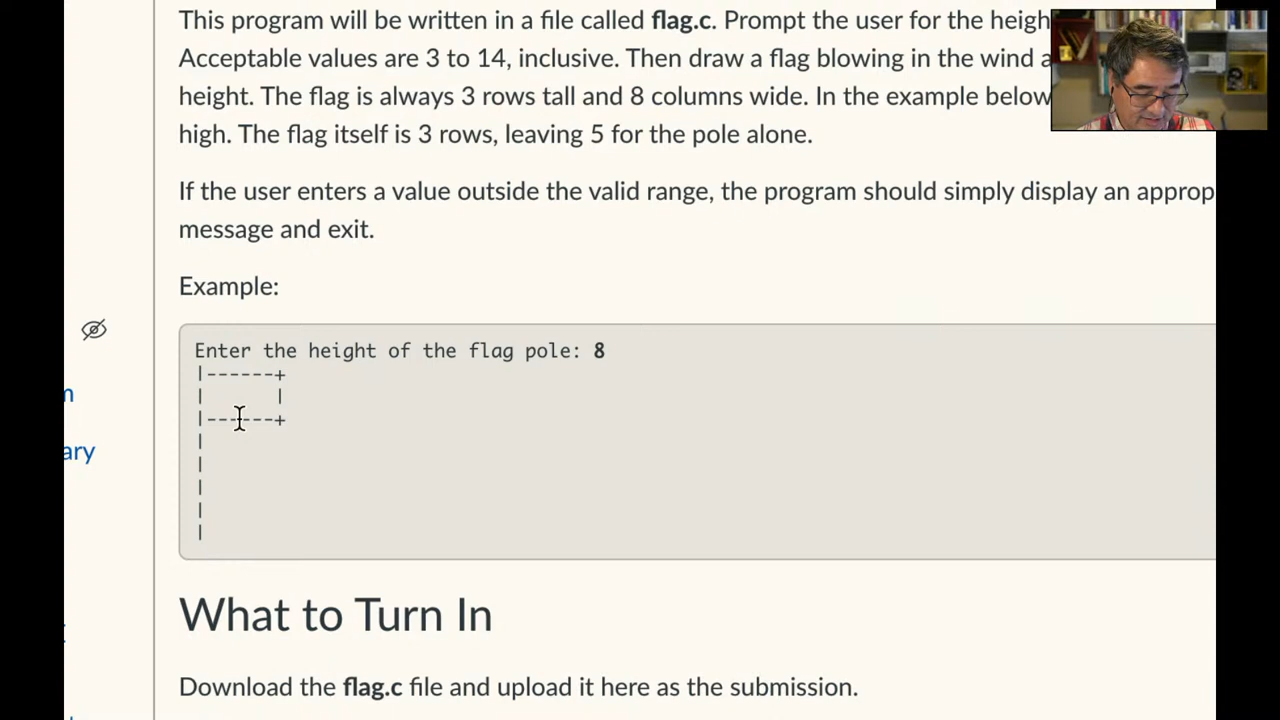 This program will be written in a file called flag.c. Prompt the user for the
Acceptable values are 3 to 14, inclusive. Then draw a flag blowing in the wind
height. The flag is always 3 rows tall and 8 columns wide. In the example below
high. The flag itself is 3 rows, leaving 5 for the pole alone.
If the user enters a value outside the valid range, the program should simply display an
message and exit.
Example:
Enter the height of the flag pole: 8
|------+
|      |
|------+
|
|
|
|
|
What to Turn In
Download the flag.c file and upload it here as the submission.